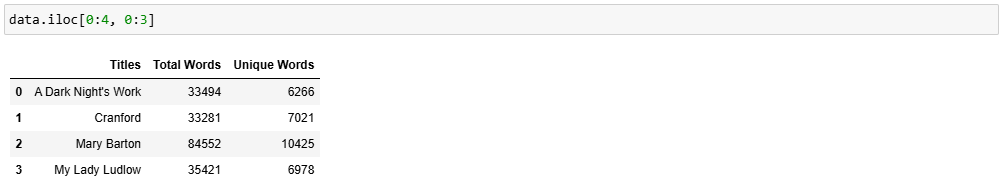 data.iloc[0:4, 0:3]
Titles Total Words Unique Words
0 A Dark Night's Work 33494 6266
1 Cranford 33281 7021
2 Mary Barton 84552 10425
3 My Lady Ludlow 35421 6978